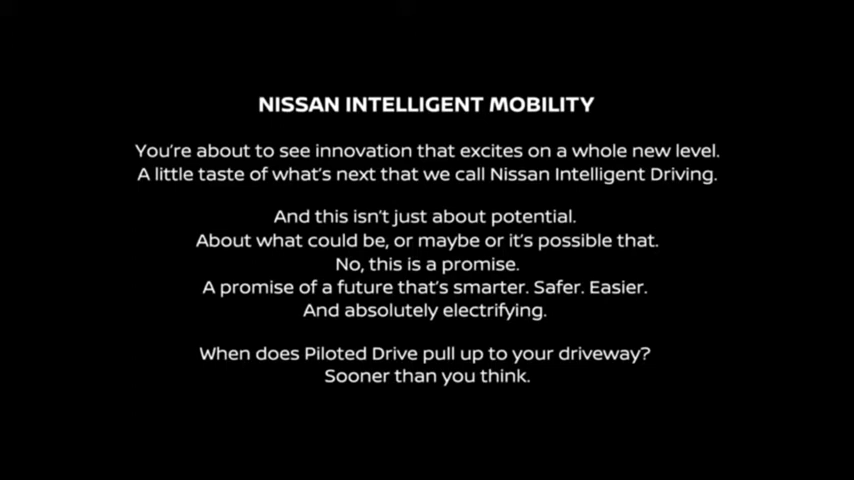 NISSAN INTELLIGENT MOBILITY
You're about to see innovation that excites on a whole new level.
A little taste of what's next that we call Nissan Intelligent Driving.
And this isn't just about potential.
About what could be, or maybe or it's possible that.
No, this is a promise.
A promise of a future that's smarter. Safer. Easier.
And absolutely electrifying.
When does Piloted Drive pull up to your driveway?
Sooner than you think.